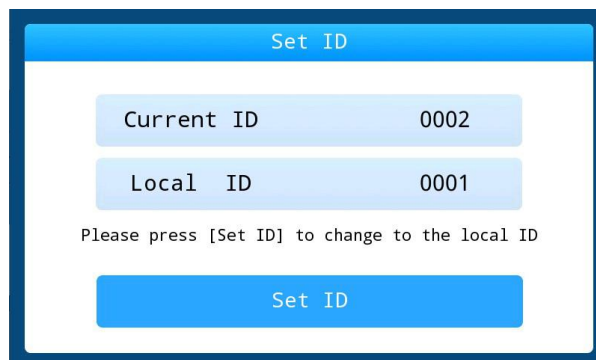 Set ID
Current ID 0002
Local ID 0001
Please press [Set ID] to change to the local ID
Set ID